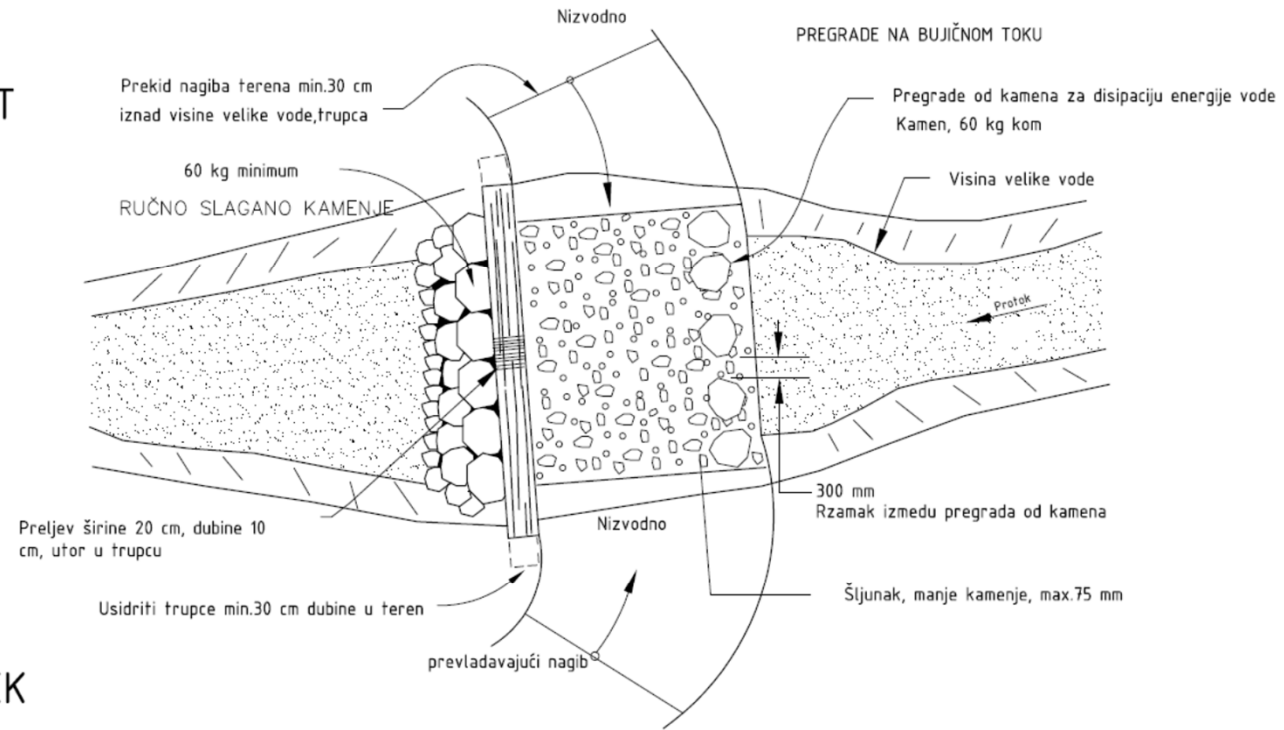 Nizvodno
PREGRADE NA BUJIČNOM TOKU
Prekid nagiba terena min.30 cm
iznad visine velike vode,trupca
T
Pregrade od kamena za disipaciju energije vode
Kamen, 60 kg kom
60 kg minimum
Visina velike vode
RUČNO SLAGANO KAMENJE
Protok
300 mm
Rzamak izmedu pregrada od kamena
Preljev širine 20 cm, dubine 10
cm, utor u trupcu
Nizvodno
Usidriti trupce min.30 cm dubine u teren
Šljunak, manje kamenje, max.75 mm
prevladavajući nagib
EK